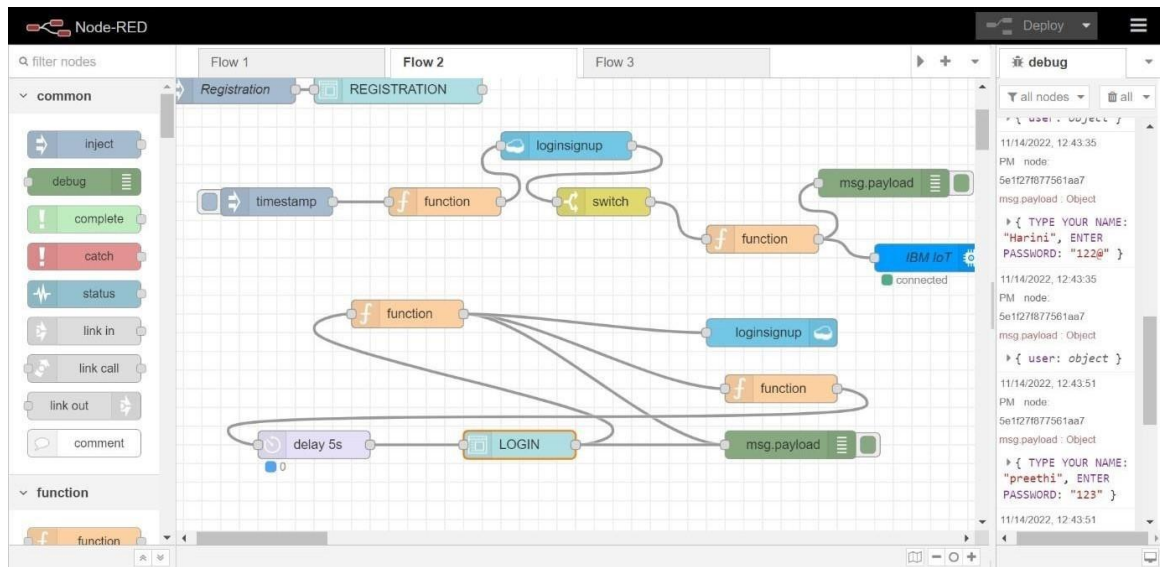 Node-RED
Deploy
filter nodes
Flow 1
Flow 2
Flow 3
debug
common
inject
debug
complete
catch
status
link in
link call
link out
comment
function
function
Registration
REGISTRATION
loginsignup
timestamp
function
switch
msg.payload
function
IBM IoT
connected
function
loginsignup
function
delay 5s
0
LOGIN
msg.payload
all nodes
all
{ user: object }
11/14/2022, 12:43:35
PM node:
5e1f27f877561aa7
msg.payload : Object
{ TYPE YOUR NAME:
"Harini", ENTER
PASSWORD: "122@" }
11/14/2022, 12:43:35
PM node:
5e1f27f877561aa7
msg.payload : Object
{ user: object }
11/14/2022, 12:43:51
PM node:
5e1f27f877561aa7
msg.payload : Object
{ TYPE YOUR NAME:
"preethi", ENTER
PASSWORD: "123" }
11/14/2022, 12:43:51